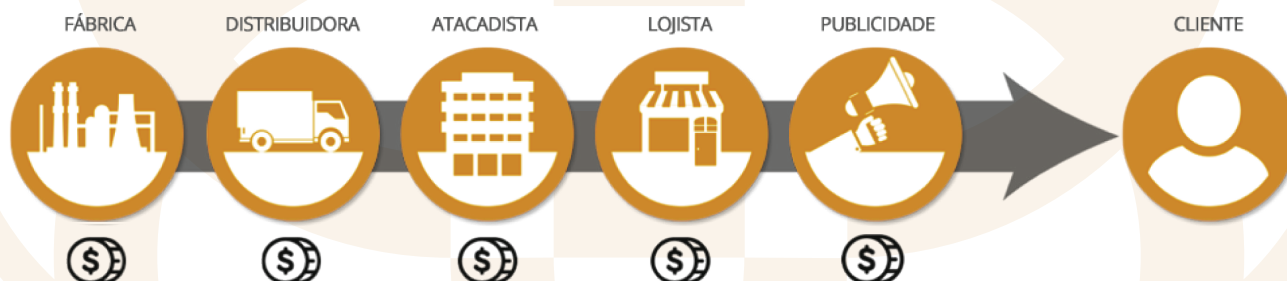 FÁBRICA DISTRIBUIDORA ATACADISTA LOJISTA PUBLICIDADE CLIENTE
$ $ $ $ $